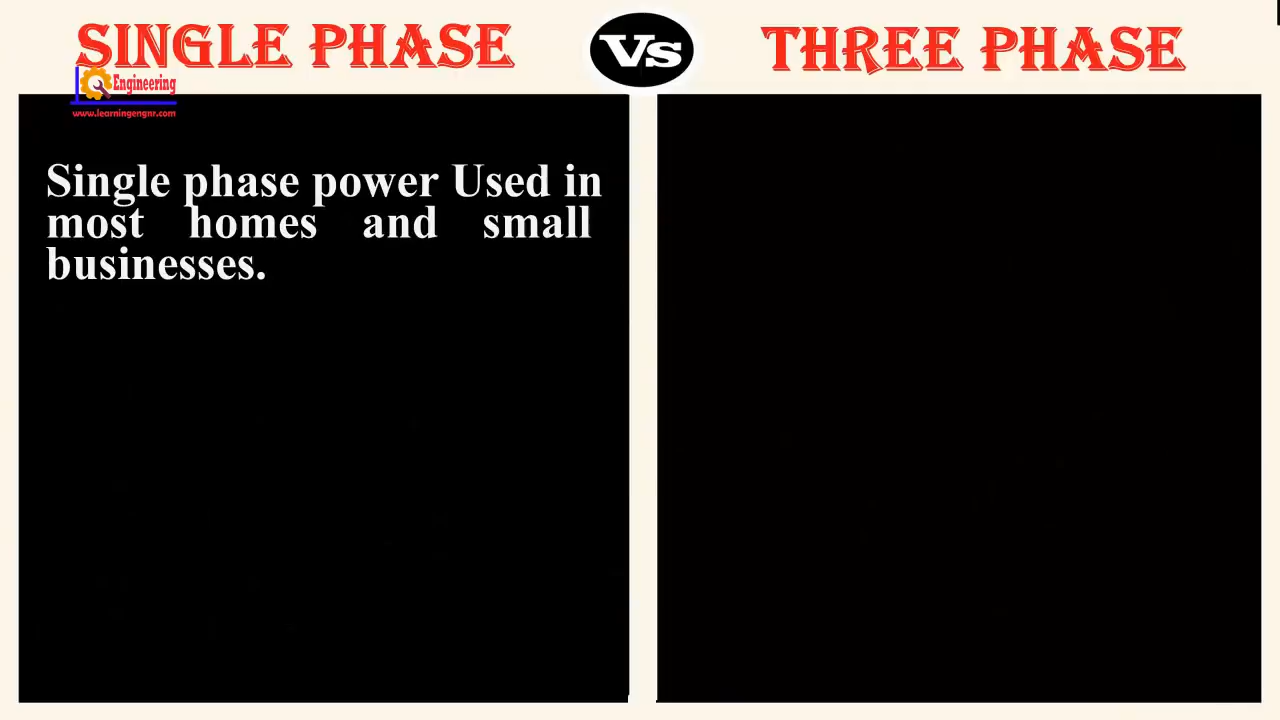 SINGLE PHASE Vs THREE PHASE
Engineering
www.learningengnr.com
Single phase power Used in
most homes and small
businesses.